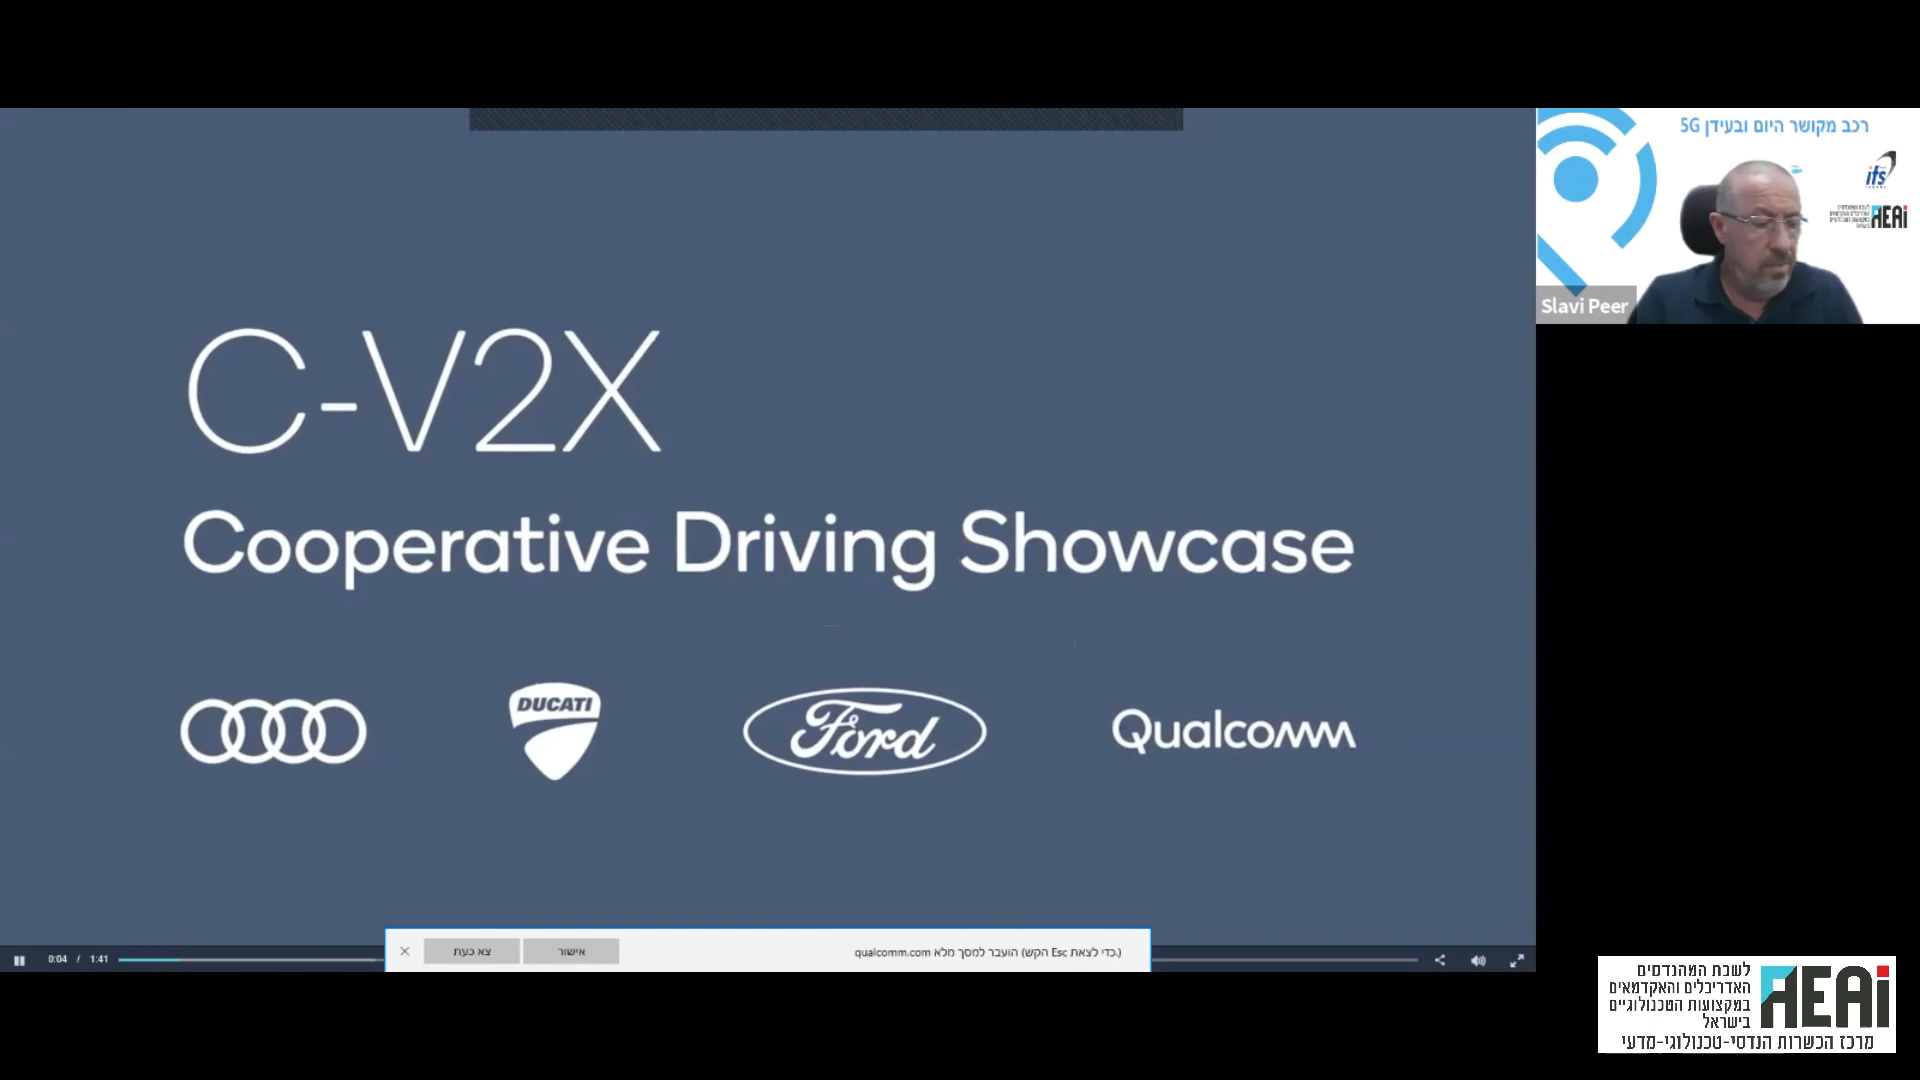 C-V2X
Cooperative Driving Showcase
DUCATI
Ford
Qualcomm
0:04 / 1:41
צא כעת
אישור
qualcomm.com הועבר למסך מלא (הקש Esc כדי לצאת.)
רכב מקושר היום ובעידן 5G
ifs
AEAi
Slavi Peer
לשכת המהנדסים
האדריכלים והאקדמאים
במקצועות הטכנולוגיים
בישראל
AEAi
מרכז הכשרות הנדסי-טכנולוגי-מדעי